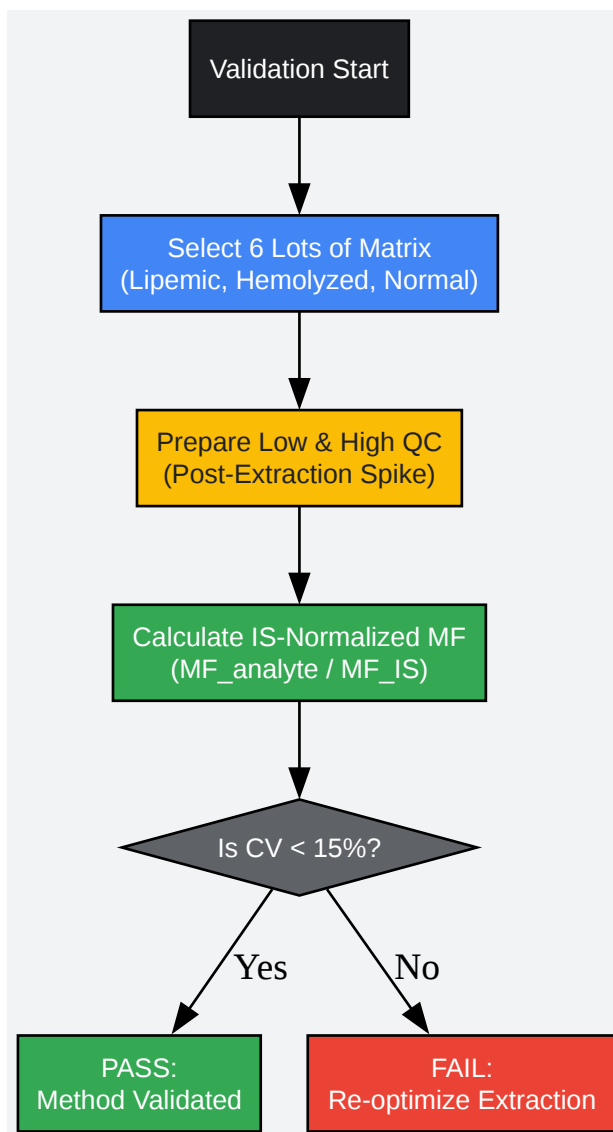 Validation Start
Select 6 Lots of Matrix
(Lipemic, Hemolyzed, Normal)
Prepare Low & High QC
(Post-Extraction Spike)
Calculate IS-Normalized MF
(MF_analyte / MF_IS)
Is CV < 15%?
Yes
No
PASS:
Method Validated
FAIL:
Re-optimize Extraction